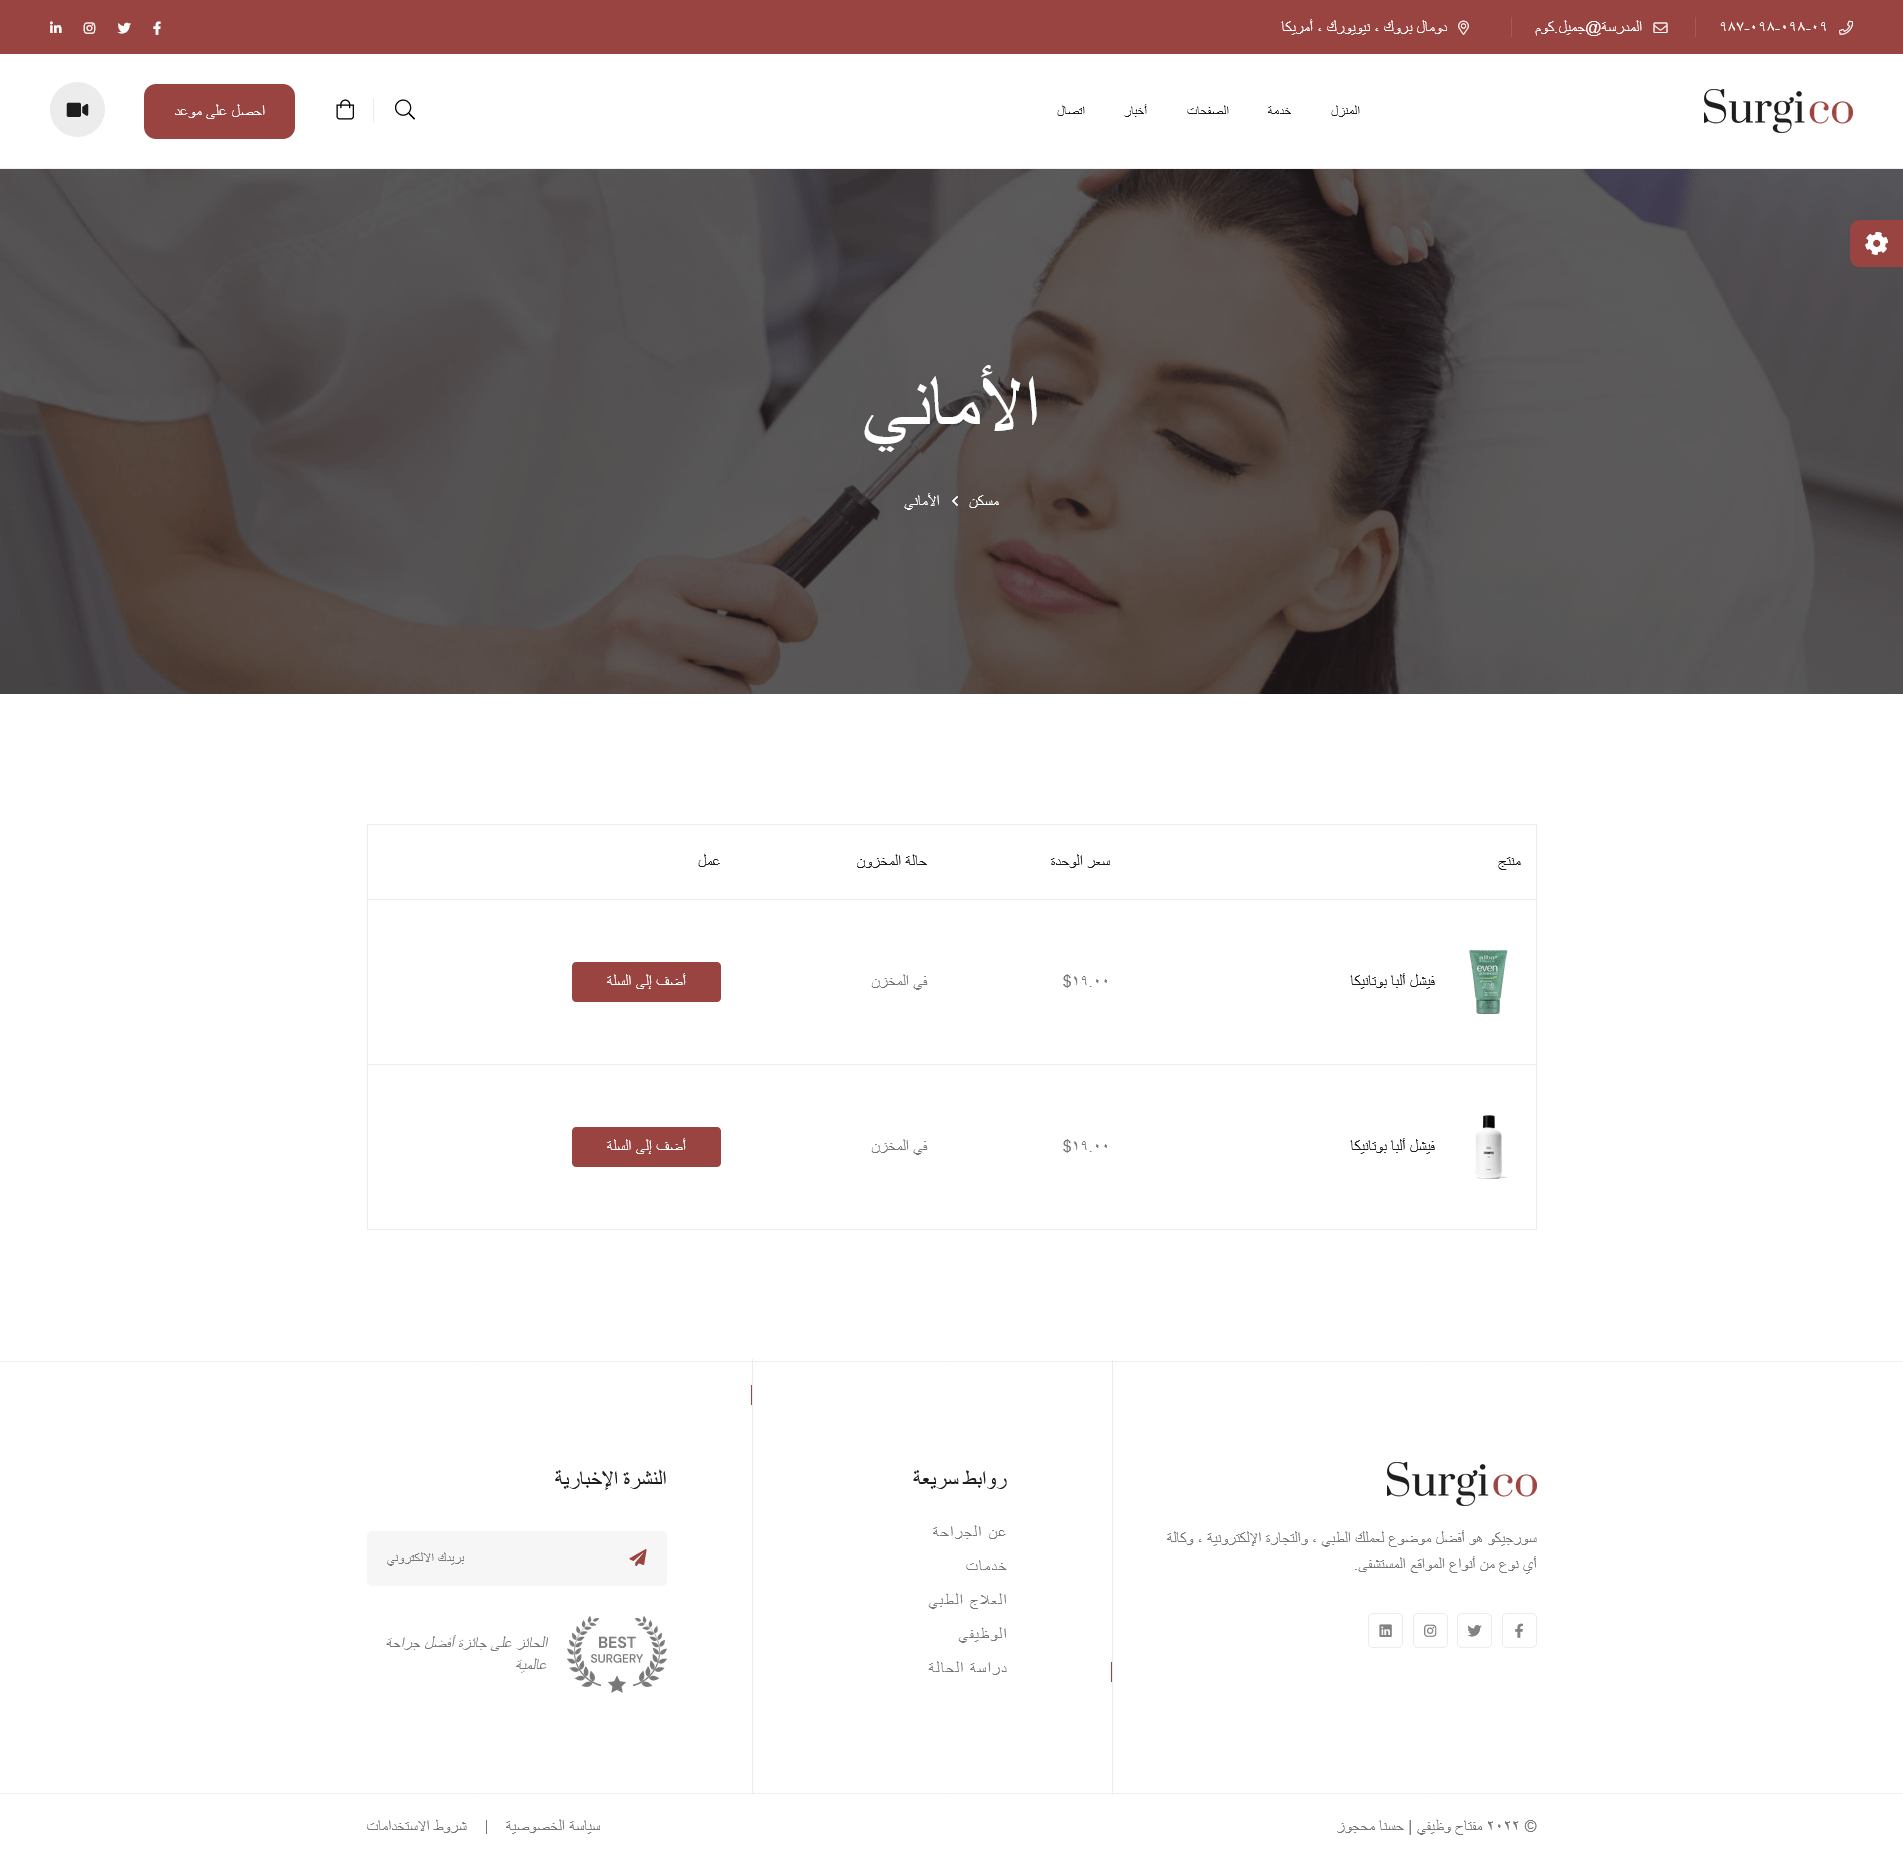 ٩٨٧-٠٩٨-٠٩٨-٠٩
المدرسة@جميل.كوم
دومال بروك ، نيويورك ، أمريكا
Surgico
المنزل
خدمة
الصفحات
أخبار
اتصال
احصل على موعد
الأماني
مسكن
الأماني
منتج سعر الوحدة حالة المخزون عمل
even
فيشل ألبا بوتانيكا $١٩.٠٠ في المخزن أضف إلى السلة
فيشل ألبا بوتانيكا $١٩.٠٠ في المخزن أضف إلى السلة
Surgico
سورجيكو هو أفضل موضوع لعملك الطبي ، والتجارة الإلكترونية ، وكالة
أي نوع من أنواع المواقع المستشفى.
روابط سريعة
عن الجراحة
خدمات
العلاج الطبي
الوظيفي
دراسة الحالة
النشرة الإخبارية
بريدك الالكتروني
BEST
SURGERY
الحائز على جائزة أفضل جراحة
عالمية
© ٢٠٢٢ مفتاح وظيفي | حسنا محجوز
سياسة الخصوصية | شروط الاستخدامات